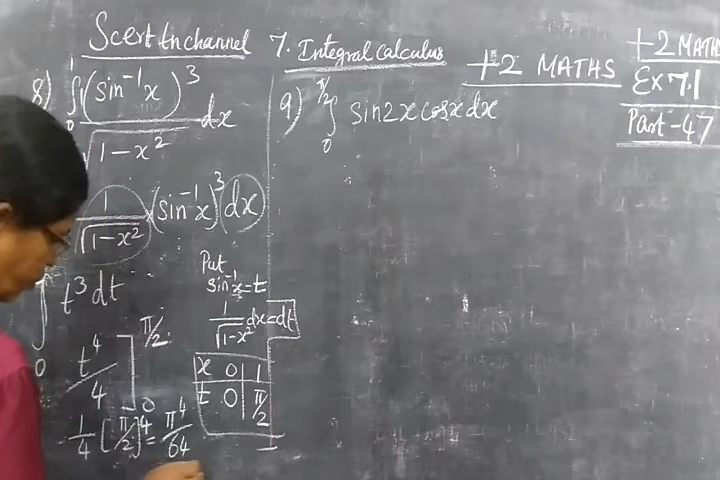 Scert tnchannel
7. Integral calculus
+2 MATHS
+2 MATH
Ex 7.1
Part-47
8) ∫₀¹ (sin⁻¹x)³ / √(1-x²) dx
1/√(1-x²) (sin⁻¹x)³ dx
∫₀ t³ dt
t⁴/4 ]₀^π/2
1/4 [π/2]⁴ = π⁴/64
Put
sin⁻¹x = t
1/√(1-x²) dx = dt
x 0 1
t 0 π/2
9) ∫₀^π/2 sin2x cosx dx